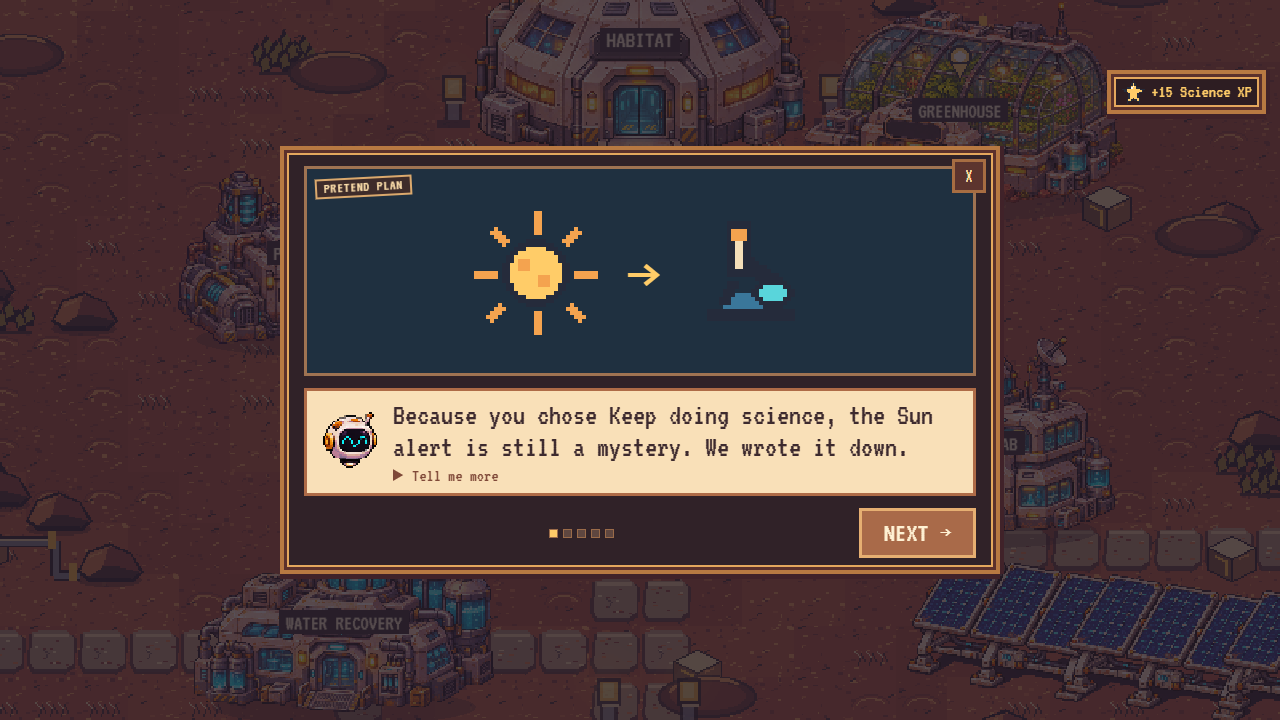 HABITAT
GREENHOUSE
+15 Science XP
PRETEND PLAN
X
Because you chose Keep doing science, the Sun
alert is still a mystery. We wrote it down.
Tell me more
NEXT →
WATER RECOVERY